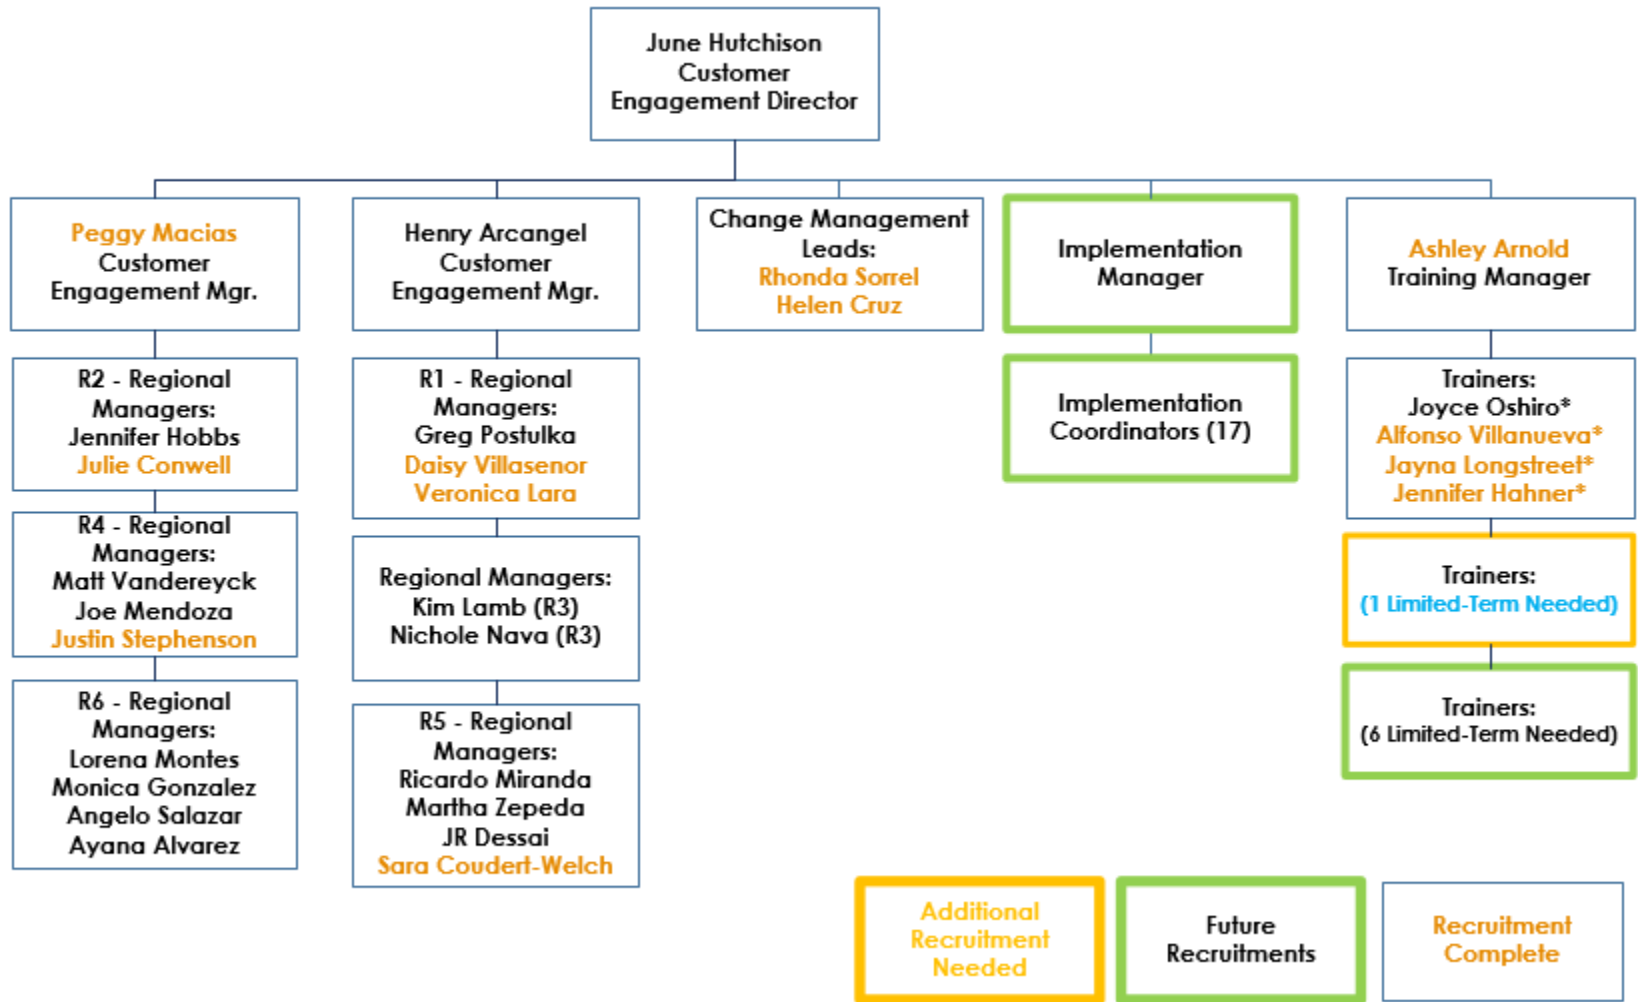 June Hutchison
Customer
Engagement Director
Peggy Macias
Customer
Engagement Mgr.
Henry Arcangel
Customer
Engagement Mgr.
Change Management
Leads:
Rhonda Sorrel
Helen Cruz
Implementation
Manager
Ashley Arnold
Training Manager
R2 - Regional
Managers:
Jennifer Hobbs
Julie Conwell
R1 - Regional
Managers:
Greg Postulka
Daisy Villasenor
Veronica Lara
Implementation
Coordinators (17)
Trainers:
Joyce Oshiro*
Alfonso Villanueva*
Jayna Longstreet*
Jennifer Hahner*
R4 - Regional
Managers:
Matt Vandereyck
Joe Mendoza
Justin Stephenson
Regional Managers:
Kim Lamb (R3)
Nichole Nava (R3)
Trainers:
(1 Limited-Term Needed)
R6 - Regional
Managers:
Lorena Montes
Monica Gonzalez
Angelo Salazar
Ayana Alvarez
R5 - Regional
Managers:
Ricardo Miranda
Martha Zepeda
JR Dessai
Sara Coudert-Welch
Trainers:
(6 Limited-Term Needed)
Additional
Recruitment
Needed
Future
Recruitments
Recruitment
Complete